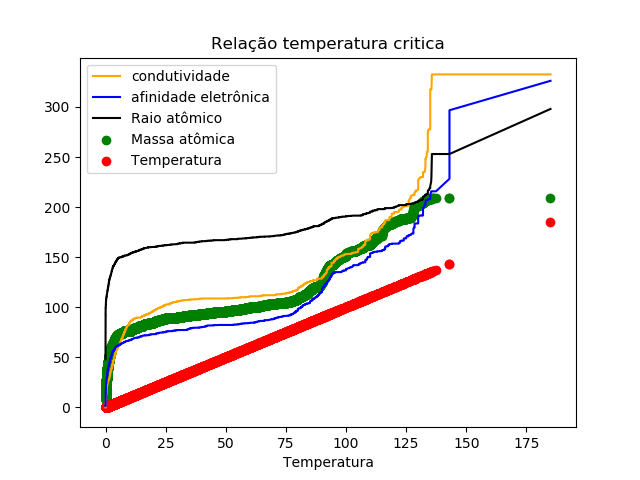 Relação temperatura critica
condutividade
afinidade eletrônica
Raio atômico
Massa atômica
Temperatura
300
250
200
150
100
50
0
0 25 50 75 100 125 150 175
Temperatura